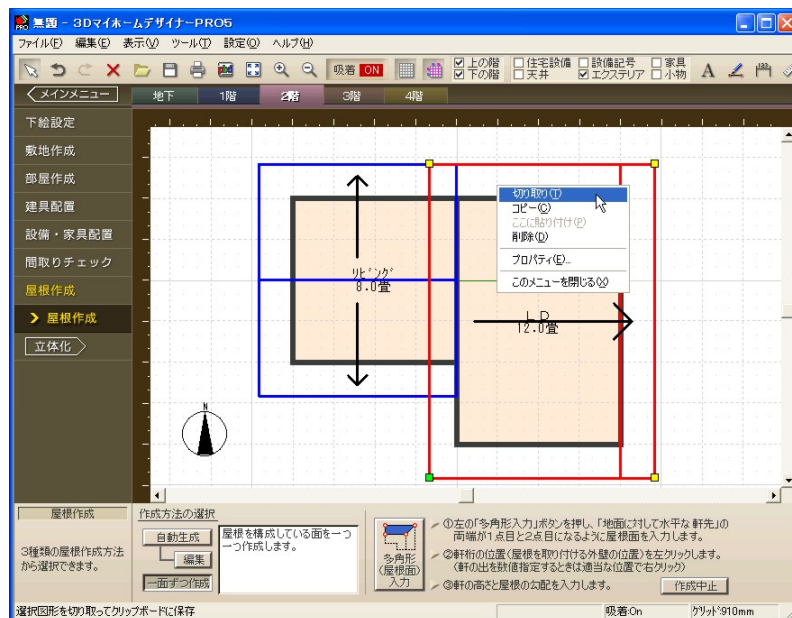 無題 - 3DマイホームデザイナーPRO5
ファイル(F) 編集(E) 表示(V) ツール(T) 設定(O) ヘルプ(H)
吸着 ON
上の階 住宅設備 設備記号 家具
下の階 天井 エクステリア 小物
A
メインメニュー
地下 1階 2階 3階 4階
下絵設定
敷地作成
部屋作成
建具配置
設備・家具配置
間取りチェック
屋根作成
屋根作成
立体化
リビング
8.0畳
LD
12.0畳
N
切り取り(T)
コピー(C)
ここに貼り付け(P)
削除(D)
プロパティ(E)...
このメニューを閉じる(X)
屋根作成
3種類の屋根作成方法
から選択できます。
作成方法の選択
自動生成
編集
一面ずつ作成
屋根を構成している面を一つ
一つ作成します。
多角形
(屋根面)
入力
①左の「多角形入力」ボタンを押し、「地面に対して水平な 軒先」の
両端が1点目と2点目になるように屋根面を入力します。
②軒桁の位置(屋根を取り付ける外壁の位置)を左クリックします。
(軒の出を数値指定するときは適当な位置で右クリック)
③軒の高さと屋根の勾配を入力します。
作成中止
選択図形を切り取ってクリップボードに保存
吸着:On
グリッド:910mm